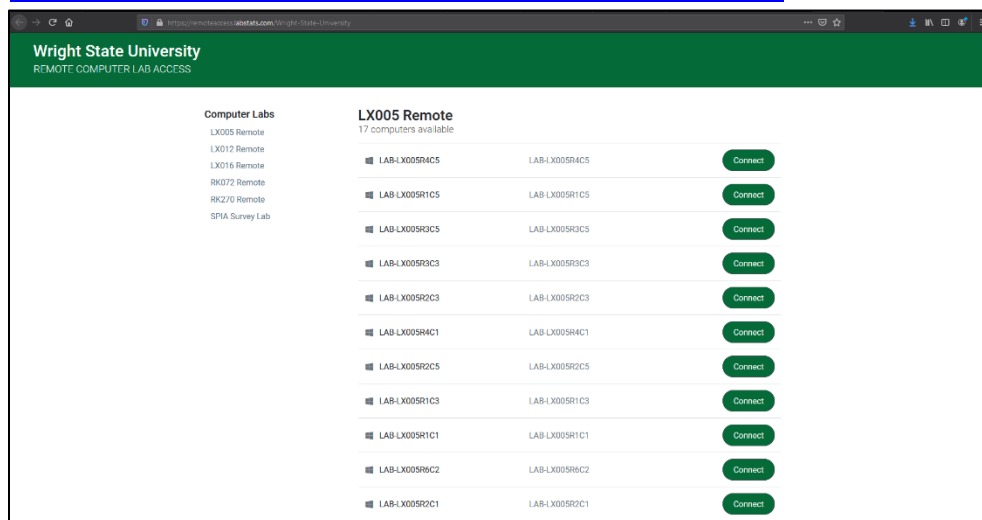 https://remoteaccess.labstats.com/Wright-State-University
Wright State University
REMOTE COMPUTER LAB ACCESS
Computer Labs
LX005 Remote
LX012 Remote
LX016 Remote
RK072 Remote
RK270 Remote
SPIA Survey Lab
LX005 Remote
17 computers available
LAB-LX005R4C5 LAB-LX005R4C5 Connect
LAB-LX005R1C5 LAB-LX005R1C5 Connect
LAB-LX005R3C5 LAB-LX005R3C5 Connect
LAB-LX005R3C3 LAB-LX005R3C3 Connect
LAB-LX005R2C3 LAB-LX005R2C3 Connect
LAB-LX005R4C1 LAB-LX005R4C1 Connect
LAB-LX005R2C5 LAB-LX005R2C5 Connect
LAB-LX005R1C3 LAB-LX005R1C3 Connect
LAB-LX005R1C1 LAB-LX005R1C1 Connect
LAB-LX005R6C2 LAB-LX005R6C2 Connect
LAB-LX005R2C1 LAB-LX005R2C1 Connect